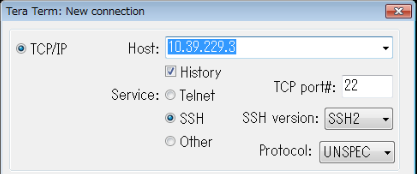 Tera Term: New connection
TCP/IP
Host: 10.39.229.3
History
Service: Telnet
TCP port#: 22
SSH
SSH version: SSH2
Other
Protocol: UNSPEC